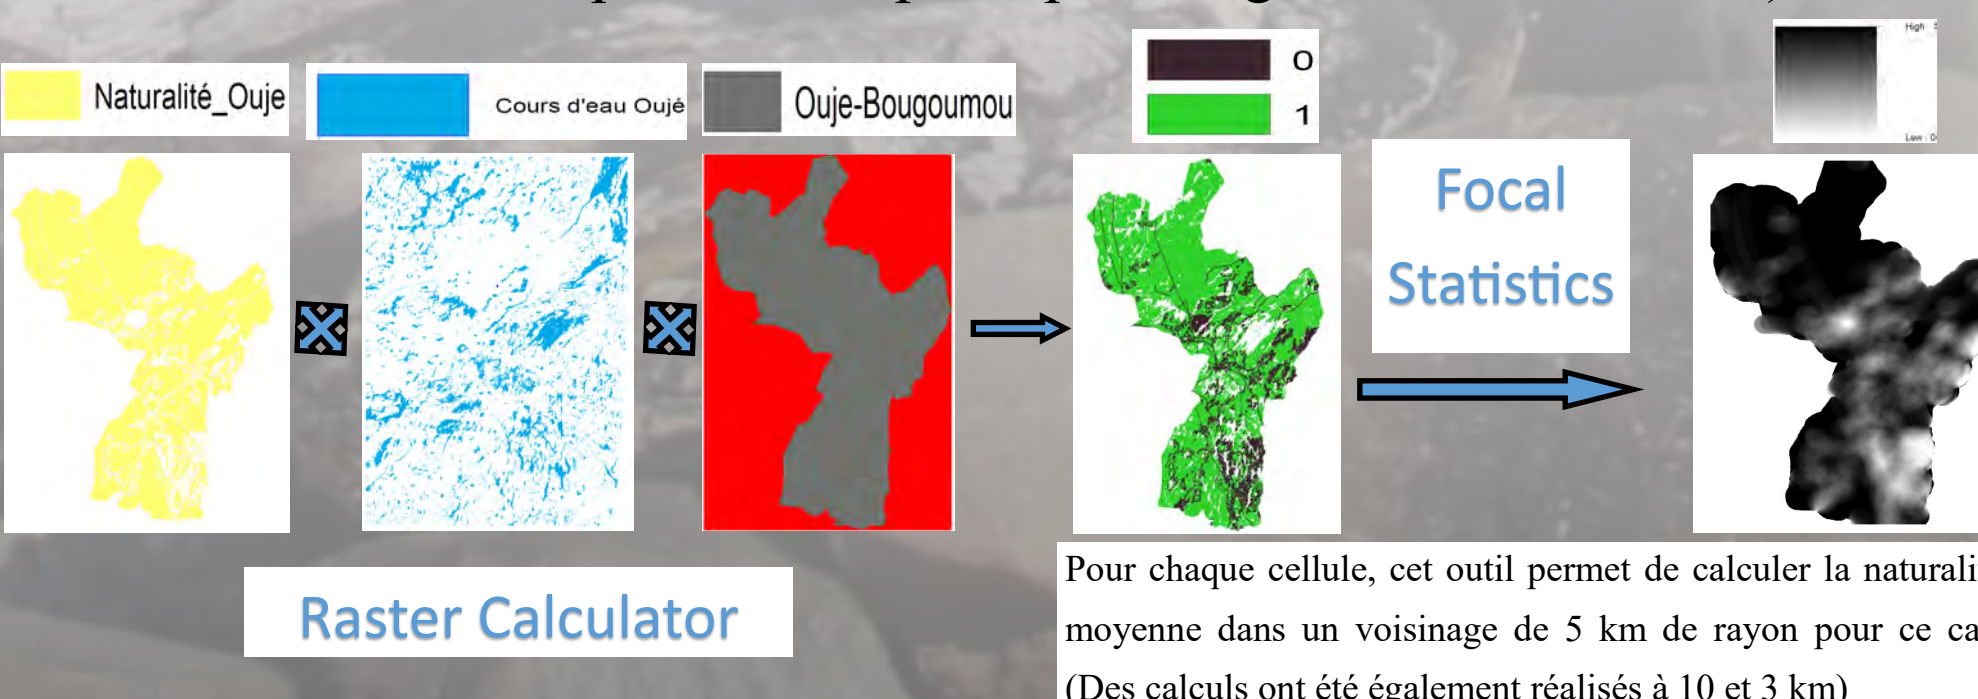 Naturalité_Ouje
Cours d'eau Oujé
Ouje-Bougoumou
0
1
High :
Low : 0
Focal
Statistics
Raster Calculator
Pour chaque cellule, cet outil permet de calculer la
moyenne dans un voisinage de 5 km de rayon pour ce
(Des calculs ont été également réalisés à 10 et 3 km)